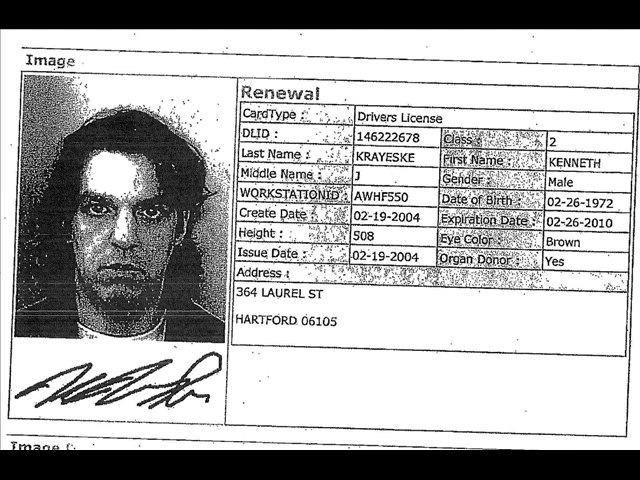 Image
Renewal
CardType : Drivers License
DLID : 146222678 Class : 2
Last Name : KRAYESKE First Name : KENNETH
Middle Name : J Gender : Male
WORKSTATIONID : AWHF550 Date of Birth : 02-26-1972
Create Date : 02-19-2004 Expiration Date : 02-26-2010
Height : 508 Eye Color : Brown
Issue Date : 02-19-2004 Organ Donor : Yes
Address :
364 LAUREL ST
HARTFORD 06105
Image